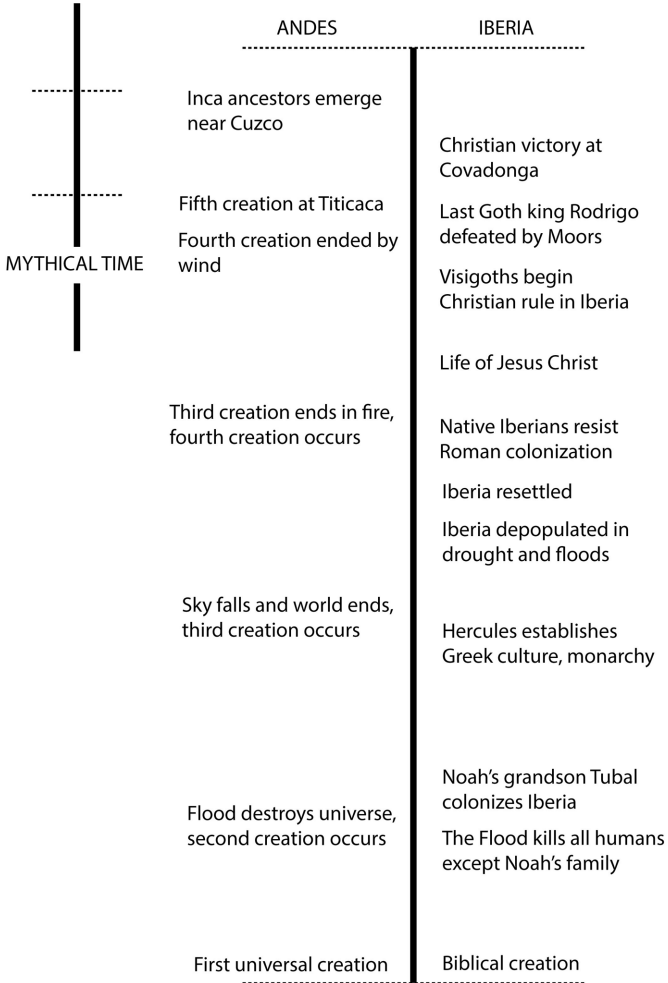 ANDES
IBERIA
Inca ancestors emerge
near Cuzco
Christian victory at
Covadonga
Fifth creation at Titicaca
Last Goth king Rodrigo
defeated by Moors
Fourth creation ended by
wind
MYTHICAL TIME
Visigoths begin
Christian rule in Iberia
Life of Jesus Christ
Third creation ends in fire,
fourth creation occurs
Native Iberians resist
Roman colonization
Iberia resettled
Iberia depopulated in
drought and floods
Sky falls and world ends,
third creation occurs
Hercules establishes
Greek culture, monarchy
Noah’s grandson Tubal
colonizes Iberia
Flood destroys universe,
second creation occurs
The Flood kills all humans
except Noah’s family
First universal creation
Biblical creation